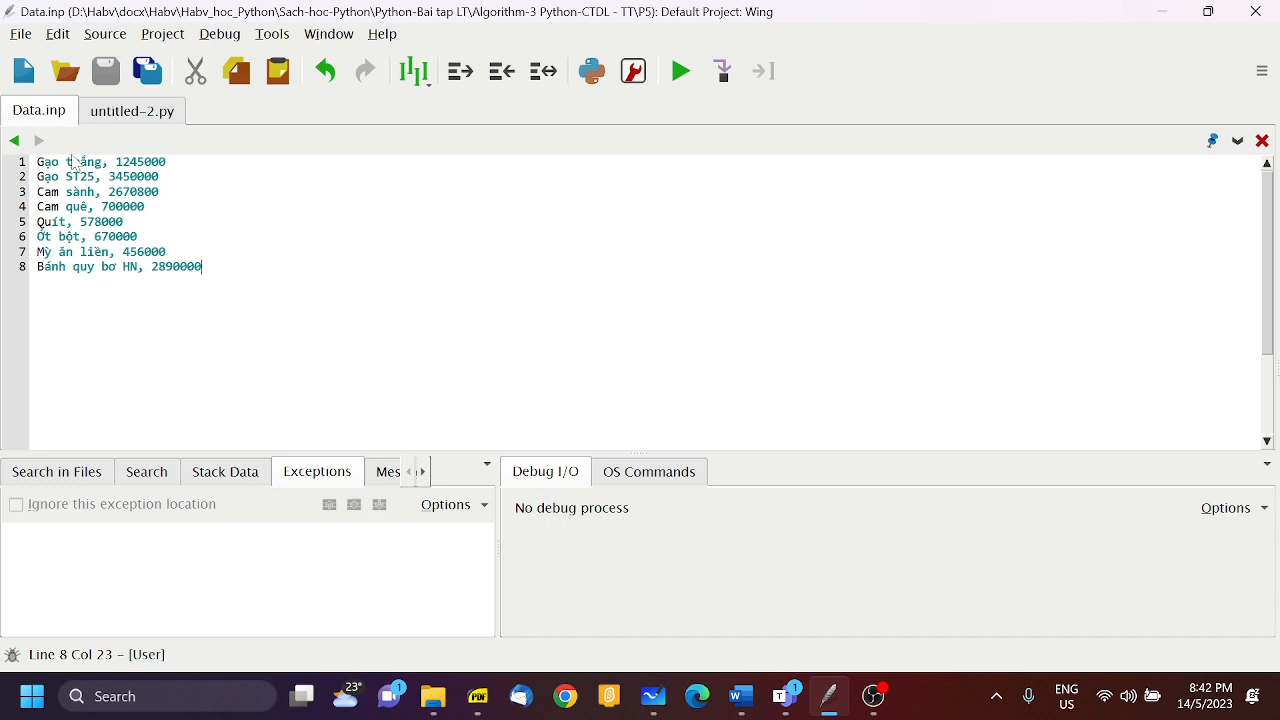 Data.inp (D:\Habv\docx\Habv\Habv_hoc_Python\Sach-hoc-Python\Python-Bai tap LT\Algorithm-3 Python-CTDL - TT\P5): Default Project: Wing
File Edit Source Project Debug Tools Window Help
Data.inp untitled-2.py
1 Gạo trắng, 1245000
2 Gạo ST25, 3450000
3 Cam sành, 2670800
4 Cam quê, 700000
5 Quít, 578000
6 Ớt bột, 670000
7 Mỳ ăn liền, 456000
8 Bánh quy bơ HN, 2890000
Search in Files Search Stack Data Exceptions Mes Debug I/O OS Commands
Ignore this exception location Options No debug process Options
Line 8 Col 23 – [User]
Search 23° 1 PDF 1 ENG US 8:42 PM 14/5/2023